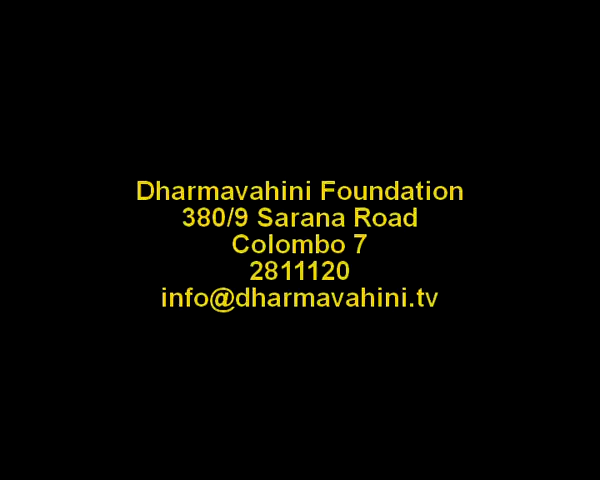 Dharmavahini Foundation
380/9 Sarana Road
Colombo 7
2811120
info@dharmavahini.tv